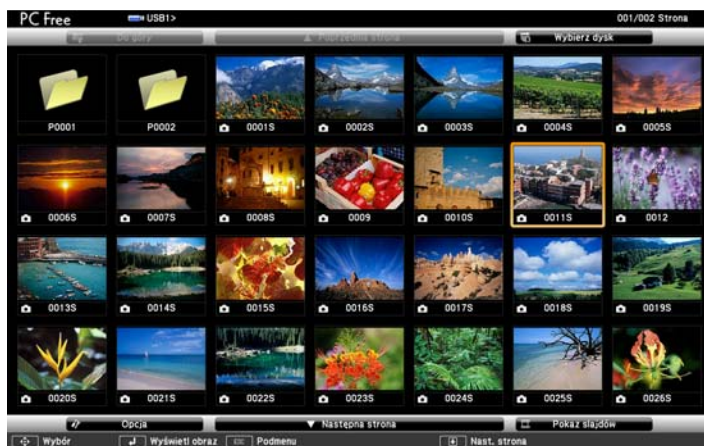 PC Free USB1> 001/002 Strona
Do góry Poprzednia strona Wybierz dysk
P0001 P0002 0001S 0002S 0003S 0004S 0005S
0006S 0007S 0008S 0009 0010S 0011S 0012
0013S 0014S 0015S 0016S 0017S 0018S 0019S
0020S 0021S 0022S 0023S 0024S 0025S 0026S
Opcja Następna strona Pokaz slajdów
Wybór Wyświetl obraz ESC Podmenu Nast. strona